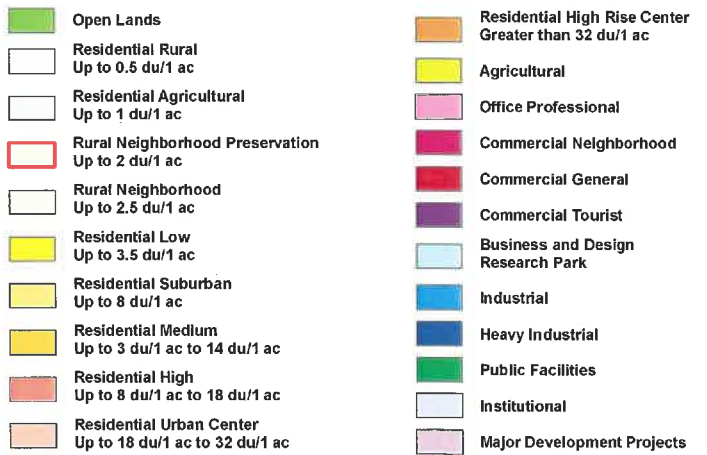 Open Lands
Residential Rural
Up to 0.5 du/1 ac
Residential Agricultural
Up to 1 du/1 ac
Rural Neighborhood Preservation
Up to 2 du/1 ac
Rural Neighborhood
Up to 2.5 du/1 ac
Residential Low
Up to 3.5 du/1 ac
Residential Suburban
Up to 8 du/1 ac
Residential Medium
Up to 3 du/1 ac to 14 du/1 ac
Residential High
Up to 8 du/1 ac to 18 du/1 ac
Residential Urban Center
Up to 18 du/1 ac to 32 du/1 ac
Residential High Rise Center
Greater than 32 du/1 ac
Agricultural
Office Professional
Commercial Neighborhood
Commercial General
Commercial Tourist
Business and Design
Research Park
Industrial
Heavy Industrial
Public Facilities
Institutional
Major Development Projects